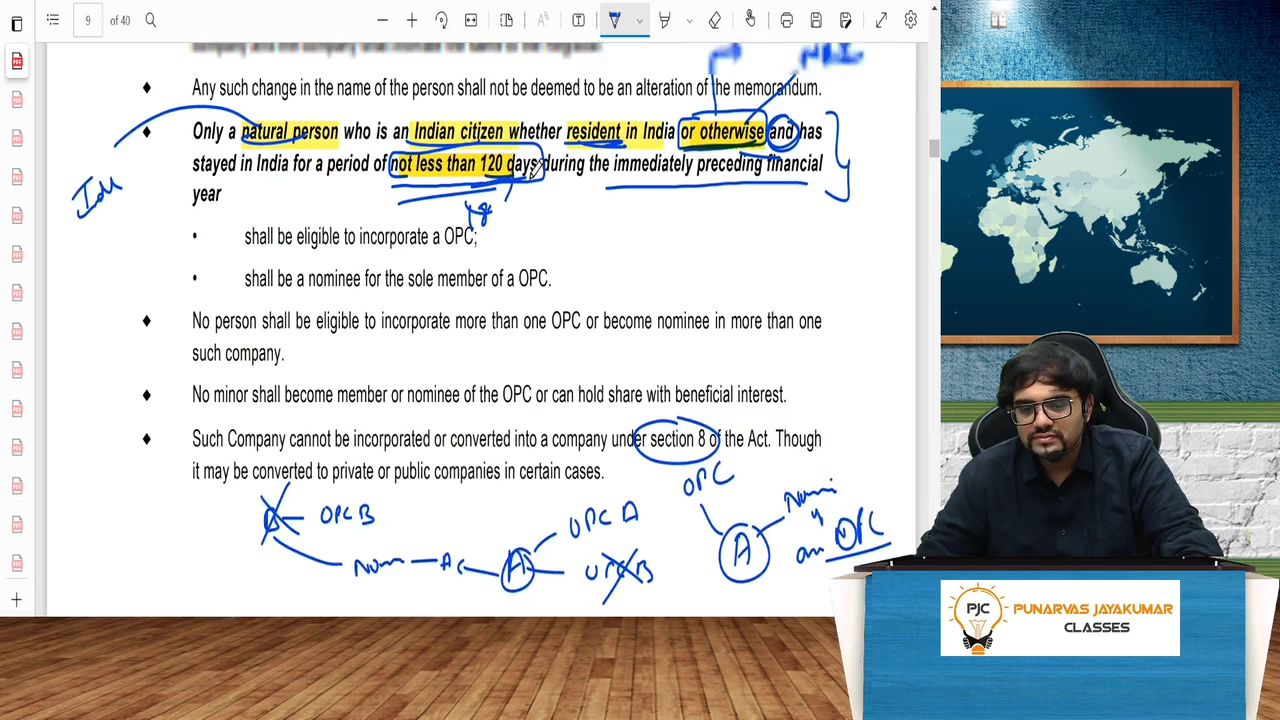 9 of 40
Any such change in the name of the person shall not be deemed to be an alteration of the memorandum.
Only a natural person who is an Indian citizen whether resident in India or otherwise and has
stayed in India for a period of not less than 120 days during the immediately preceding financial
year
shall be eligible to incorporate a OPC;
shall be a nominee for the sole member of a OPC.
No person shall be eligible to incorporate more than one OPC or become nominee in more than one
such company.
No minor shall become member or nominee of the OPC or can hold share with beneficial interest.
Such Company cannot be incorporated or converted into a company under section 8 of the Act. Though
it may be converted to private or public companies in certain cases.
OPC
OPC B
OPC A
Nomi
A
an OPC
Nom
A
OPC B
PJC
PUNARVAS JAYAKUMAR
CLASSES